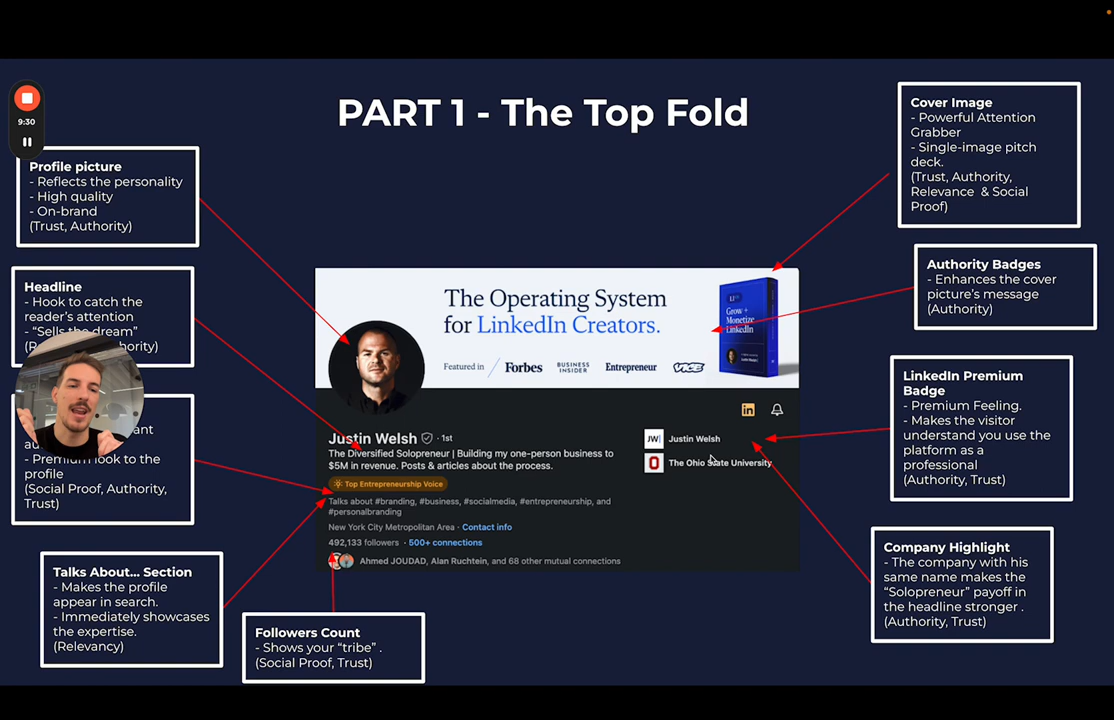 PART 1 - The Top Fold
9:30
Profile picture
- Reflects the personality
- High quality
- On-brand
(Trust, Authority)
Headline
- Hook to catch the
reader's attention
- "Sells the dream"
ority)
ant
- Premium look to the
profile
(Social Proof, Authority,
Trust)
Talks About... Section
- Makes the profile
appear in search.
- Immediately showcases
the expertise.
(Relevancy)
Followers Count
- Shows your "tribe" .
(Social Proof, Trust)
The Operating System
for LinkedIn Creators.
Featured in
Forbes
BUSINESS
INSIDER
Entrepreneur
VICE
LI
Grow +
Monetize
LinkedIn
in
Justin Welsh · 1st
The Diversified Solopreneur | Building my one-person business to
$5M in revenue. Posts & articles about the process.
Top Entrepreneurship Voice
Talks about #branding, #business, #socialmedia, #entrepreneurship, and
#personalbranding
New York City Metropolitan Area · Contact info
492,133 followers · 500+ connections
Ahmed JOUDAD, Alan Ruchtein, and 68 other mutual connections
JW| Justin Welsh
The Ohio State University
Cover Image
- Powerful Attention
Grabber
- Single-image pitch
deck.
(Trust, Authority,
Relevance & Social
Proof)
Authority Badges
- Enhances the cover
picture's message
(Authority)
LinkedIn Premium
Badge
- Premium Feeling.
- Makes the visitor
understand you use the
platform as a
professional
(Authority, Trust)
Company Highlight
- The company with his
same name makes the
"Solopreneur" payoff in
the headline stronger .
(Authority, Trust)